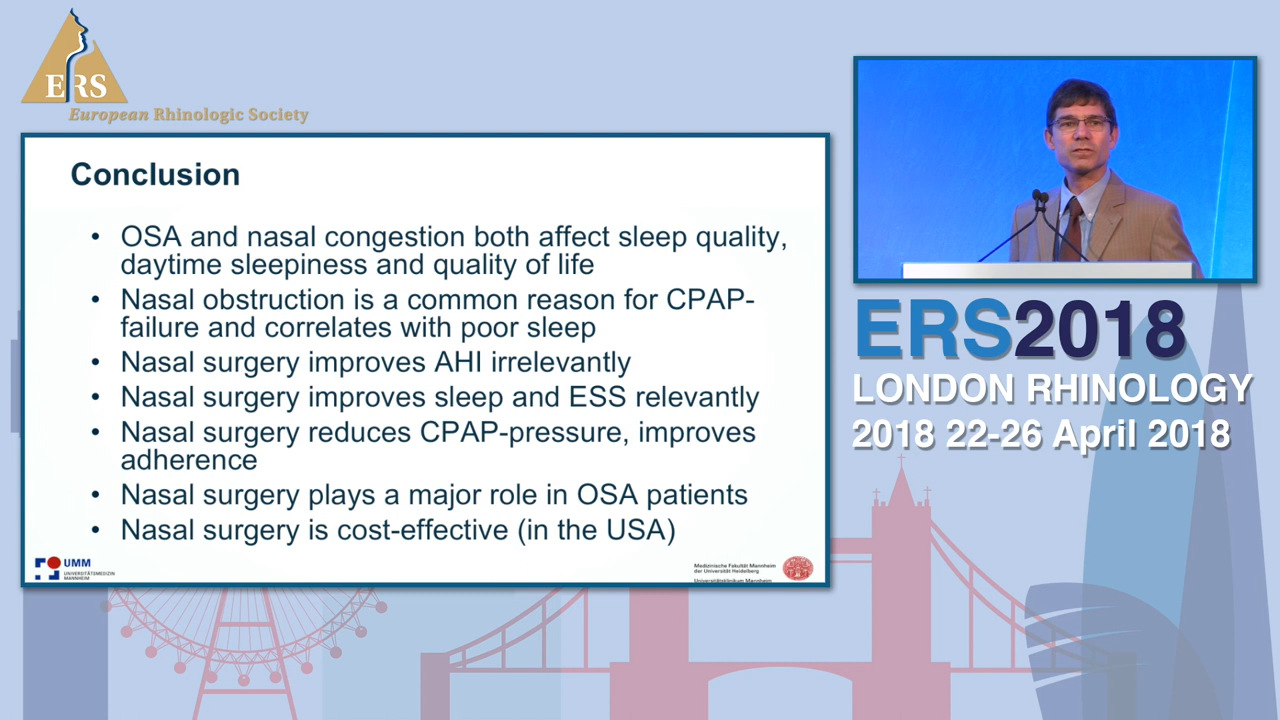 ERS
European Rhinologic Society
Conclusion
• OSA and nasal congestion both affect sleep quality,
daytime sleepiness and quality of life
• Nasal obstruction is a common reason for CPAP-
failure and correlates with poor sleep
• Nasal surgery improves AHI irrelevantly
• Nasal surgery improves sleep and ESS relevantly
• Nasal surgery reduces CPAP-pressure, improves
adherence
• Nasal surgery plays a major role in OSA patients
• Nasal surgery is cost-effective (in the USA)
UMM
UNIVERSITÄTSMEDIZIN
MANNHEIM
Medizinische Fakultät Mannheim
der Universität Heidelberg
Universitätsklinikum Mannheim
ERS2018
LONDON RHINOLOGY
2018 22-26 April 2018